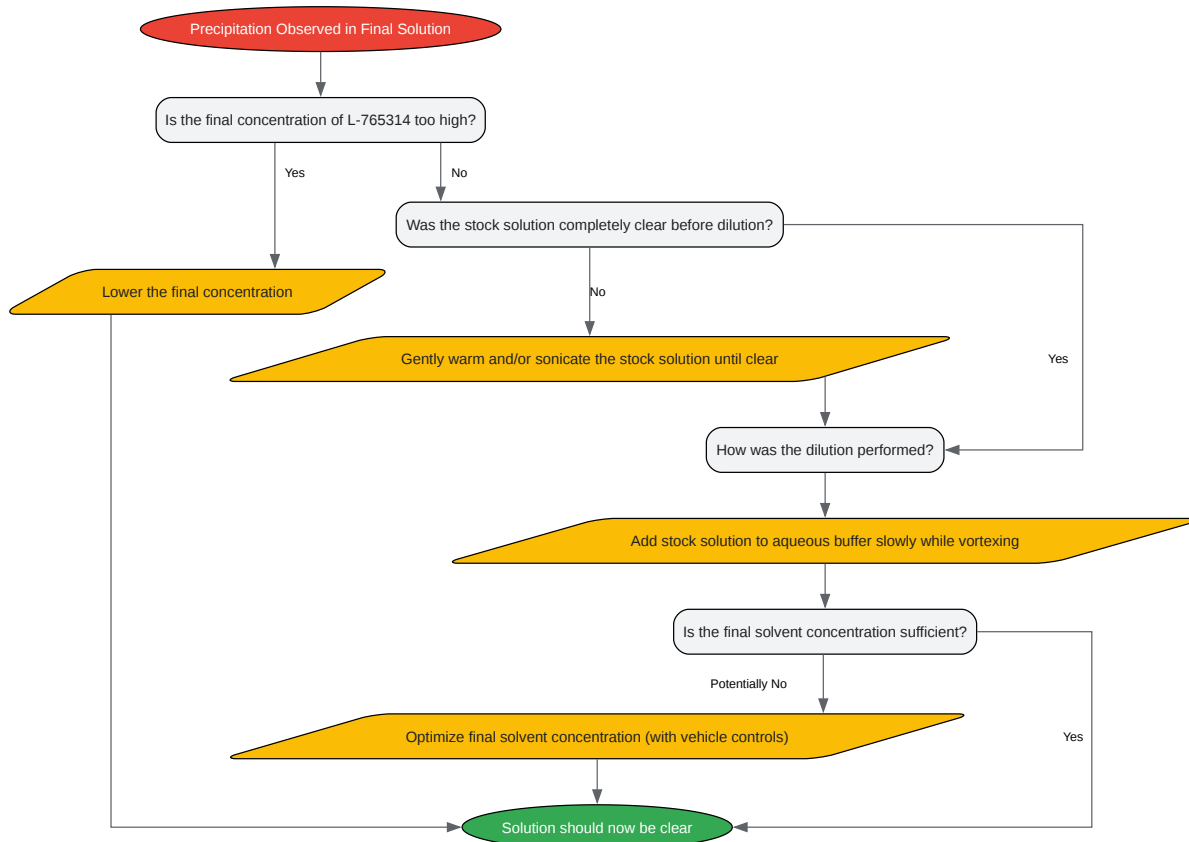 Precipitation Observed in Final Solution
Is the final concentration of L-765314 too high?
Yes
No
Was the stock solution completely clear before dilution?
Lower the final concentration
No
Gently warm and/or sonicate the stock solution until clear
Yes
How was the dilution performed?
Add stock solution to aqueous buffer slowly while vortexing
Is the final solvent concentration sufficient?
Potentially No
Optimize final solvent concentration (with vehicle controls)
Yes
Solution should now be clear